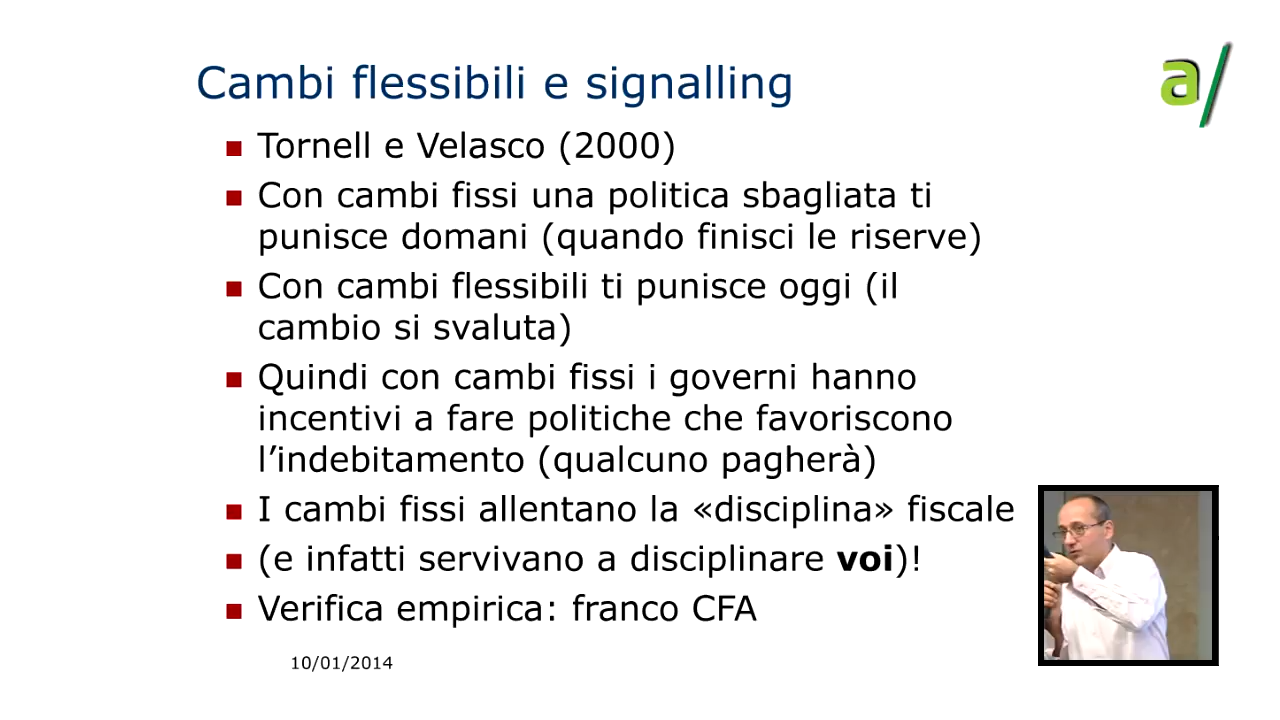 Cambi flessibili e signalling
a/
Tornell e Velasco (2000)
Con cambi fissi una politica sbagliata ti
punisce domani (quando finisci le riserve)
Con cambi flessibili ti punisce oggi (il
cambio si svaluta)
Quindi con cambi fissi i governi hanno
incentivi a fare politiche che favoriscono
l’indebitamento (qualcuno pagherà)
I cambi fissi allentano la «disciplina» fiscale
(e infatti servivano a disciplinare voi)!
Verifica empirica: franco CFA
10/01/2014